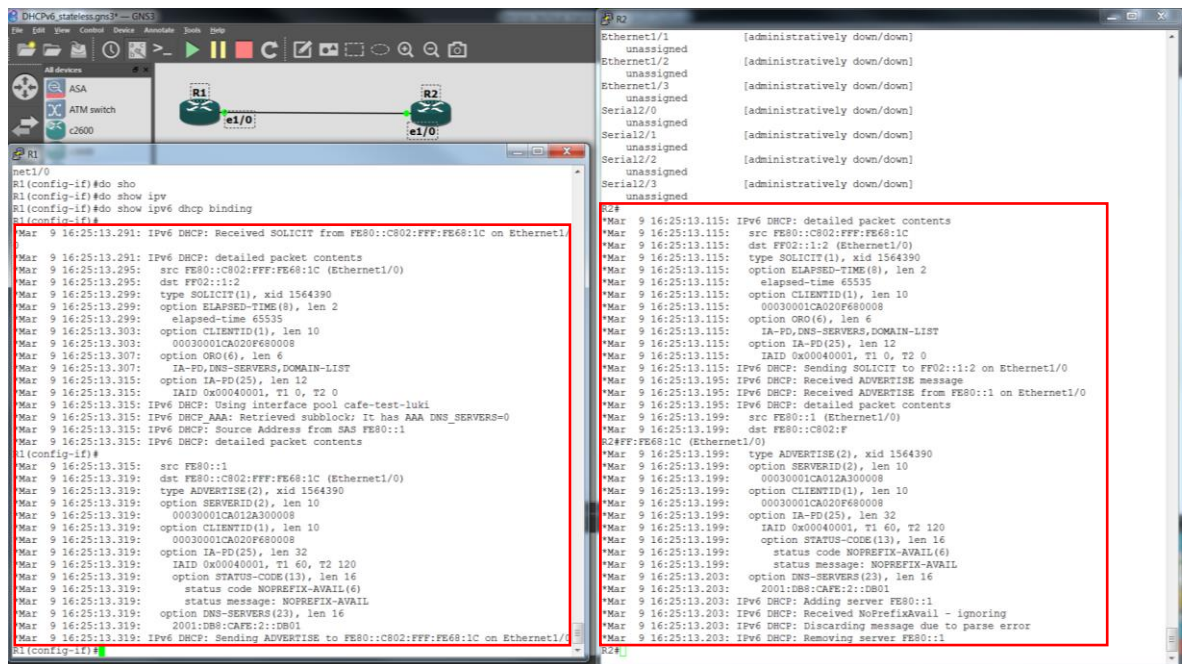 DHCPv6_stateless.gns3* — GNS3
File Edit View Control Device Annotate Tools Help
All devices
ASA
ATM switch
c2600
R1
R2
e1/0
e1/0
R1
net1/0
R1(config-if)#do sho
R1(config-if)#do show ipv
R1(config-if)#do show ipv6 dhcp binding
R1(config-if)#
*Mar 9 16:25:13.291: IPv6 DHCP: Received SOLICIT from FE80::C802:FFF:FE68:1C on Ethernet1/
0
*Mar 9 16:25:13.291: IPv6 DHCP: detailed packet contents
*Mar 9 16:25:13.295: src FE80::C802:FFF:FE68:1C (Ethernet1/0)
*Mar 9 16:25:13.295: dst FF02::1:2
*Mar 9 16:25:13.299: type SOLICIT(1), xid 1564390
*Mar 9 16:25:13.299: option ELAPSED-TIME(8), len 2
*Mar 9 16:25:13.299: elapsed-time 65535
*Mar 9 16:25:13.303: option CLIENTID(1), len 10
*Mar 9 16:25:13.303: 00030001CA020F680008
*Mar 9 16:25:13.307: option ORO(6), len 6
*Mar 9 16:25:13.307: IA-PD,DNS-SERVERS,DOMAIN-LIST
*Mar 9 16:25:13.315: option IA-PD(25), len 12
*Mar 9 16:25:13.315: IAID 0x00040001, T1 0, T2 0
*Mar 9 16:25:13.315: IPv6 DHCP: Using interface pool cafe-test-luki
*Mar 9 16:25:13.315: IPv6 DHCP_AAA: Retrieved subblock; It has AAA DNS_SERVERS=0
*Mar 9 16:25:13.315: IPv6 DHCP: Source Address from SAS FE80::1
*Mar 9 16:25:13.315: IPv6 DHCP: detailed packet contents
R1(config-if)#
*Mar 9 16:25:13.315: src FE80::1
*Mar 9 16:25:13.319: dst FE80::C802:FFF:FE68:1C (Ethernet1/0)
*Mar 9 16:25:13.319: type ADVERTISE(2), xid 1564390
*Mar 9 16:25:13.319: option SERVERID(2), len 10
*Mar 9 16:25:13.319: 00030001CA012A300008
*Mar 9 16:25:13.319: option CLIENTID(1), len 10
*Mar 9 16:25:13.319: 00030001CA020F680008
*Mar 9 16:25:13.319: option IA-PD(25), len 32
*Mar 9 16:25:13.319: IAID 0x00040001, T1 60, T2 120
*Mar 9 16:25:13.319: option STATUS-CODE(13), len 16
*Mar 9 16:25:13.319: status code NOPREFIX-AVAIL(6)
*Mar 9 16:25:13.319: status message: NOPREFIX-AVAIL
*Mar 9 16:25:13.319: option DNS-SERVERS(23), len 16
*Mar 9 16:25:13.319: 2001:DB8:CAFE:2::DB01
*Mar 9 16:25:13.319: IPv6 DHCP: Sending ADVERTISE to FE80::C802:FFF:FE68:1C on Ethernet1/0
R1(config-if)#
R2
Ethernet1/1 [administratively down/down]
unassigned
Ethernet1/2 [administratively down/down]
unassigned
Ethernet1/3 [administratively down/down]
unassigned
Serial2/0 [administratively down/down]
unassigned
Serial2/1 [administratively down/down]
unassigned
Serial2/2 [administratively down/down]
unassigned
Serial2/3 [administratively down/down]
unassigned
R2#
*Mar 9 16:25:13.115: IPv6 DHCP: detailed packet contents
*Mar 9 16:25:13.115: src FE80::C802:FFF:FE68:1C
*Mar 9 16:25:13.115: dst FF02::1:2 (Ethernet1/0)
*Mar 9 16:25:13.115: type SOLICIT(1), xid 1564390
*Mar 9 16:25:13.115: option ELAPSED-TIME(8), len 2
*Mar 9 16:25:13.115: elapsed-time 65535
*Mar 9 16:25:13.115: option CLIENTID(1), len 10
*Mar 9 16:25:13.115: 00030001CA020F680008
*Mar 9 16:25:13.115: option ORO(6), len 6
*Mar 9 16:25:13.115: IA-PD,DNS-SERVERS,DOMAIN-LIST
*Mar 9 16:25:13.115: option IA-PD(25), len 12
*Mar 9 16:25:13.115: IAID 0x00040001, T1 0, T2 0
*Mar 9 16:25:13.115: IPv6 DHCP: Sending SOLICIT to FF02::1:2 on Ethernet1/0
*Mar 9 16:25:13.195: IPv6 DHCP: Received ADVERTISE message
*Mar 9 16:25:13.195: IPv6 DHCP: Received ADVERTISE from FE80::1 on Ethernet1/0
*Mar 9 16:25:13.195: IPv6 DHCP: detailed packet contents
*Mar 9 16:25:13.199: src FE80::1 (Ethernet1/0)
*Mar 9 16:25:13.199: dst FE80::C802:F
R2#FF:FE68:1C (Ethernet1/0)
*Mar 9 16:25:13.199: type ADVERTISE(2), xid 1564390
*Mar 9 16:25:13.199: option SERVERID(2), len 10
*Mar 9 16:25:13.199: 00030001CA012A300008
*Mar 9 16:25:13.199: option CLIENTID(1), len 10
*Mar 9 16:25:13.199: 00030001CA020F680008
*Mar 9 16:25:13.199: option IA-PD(25), len 32
*Mar 9 16:25:13.199: IAID 0x00040001, T1 60, T2 120
*Mar 9 16:25:13.199: option STATUS-CODE(13), len 16
*Mar 9 16:25:13.199: status code NOPREFIX-AVAIL(6)
*Mar 9 16:25:13.199: status message: NOPREFIX-AVAIL
*Mar 9 16:25:13.203: option DNS-SERVERS(23), len 16
*Mar 9 16:25:13.203: 2001:DB8:CAFE:2::DB01
*Mar 9 16:25:13.203: IPv6 DHCP: Adding server FE80::1
*Mar 9 16:25:13.203: IPv6 DHCP: Received NoPrefixAvail - ignoring
*Mar 9 16:25:13.203: IPv6 DHCP: Discarding message due to parse error
*Mar 9 16:25:13.203: IPv6 DHCP: Removing server FE80::1
R2#